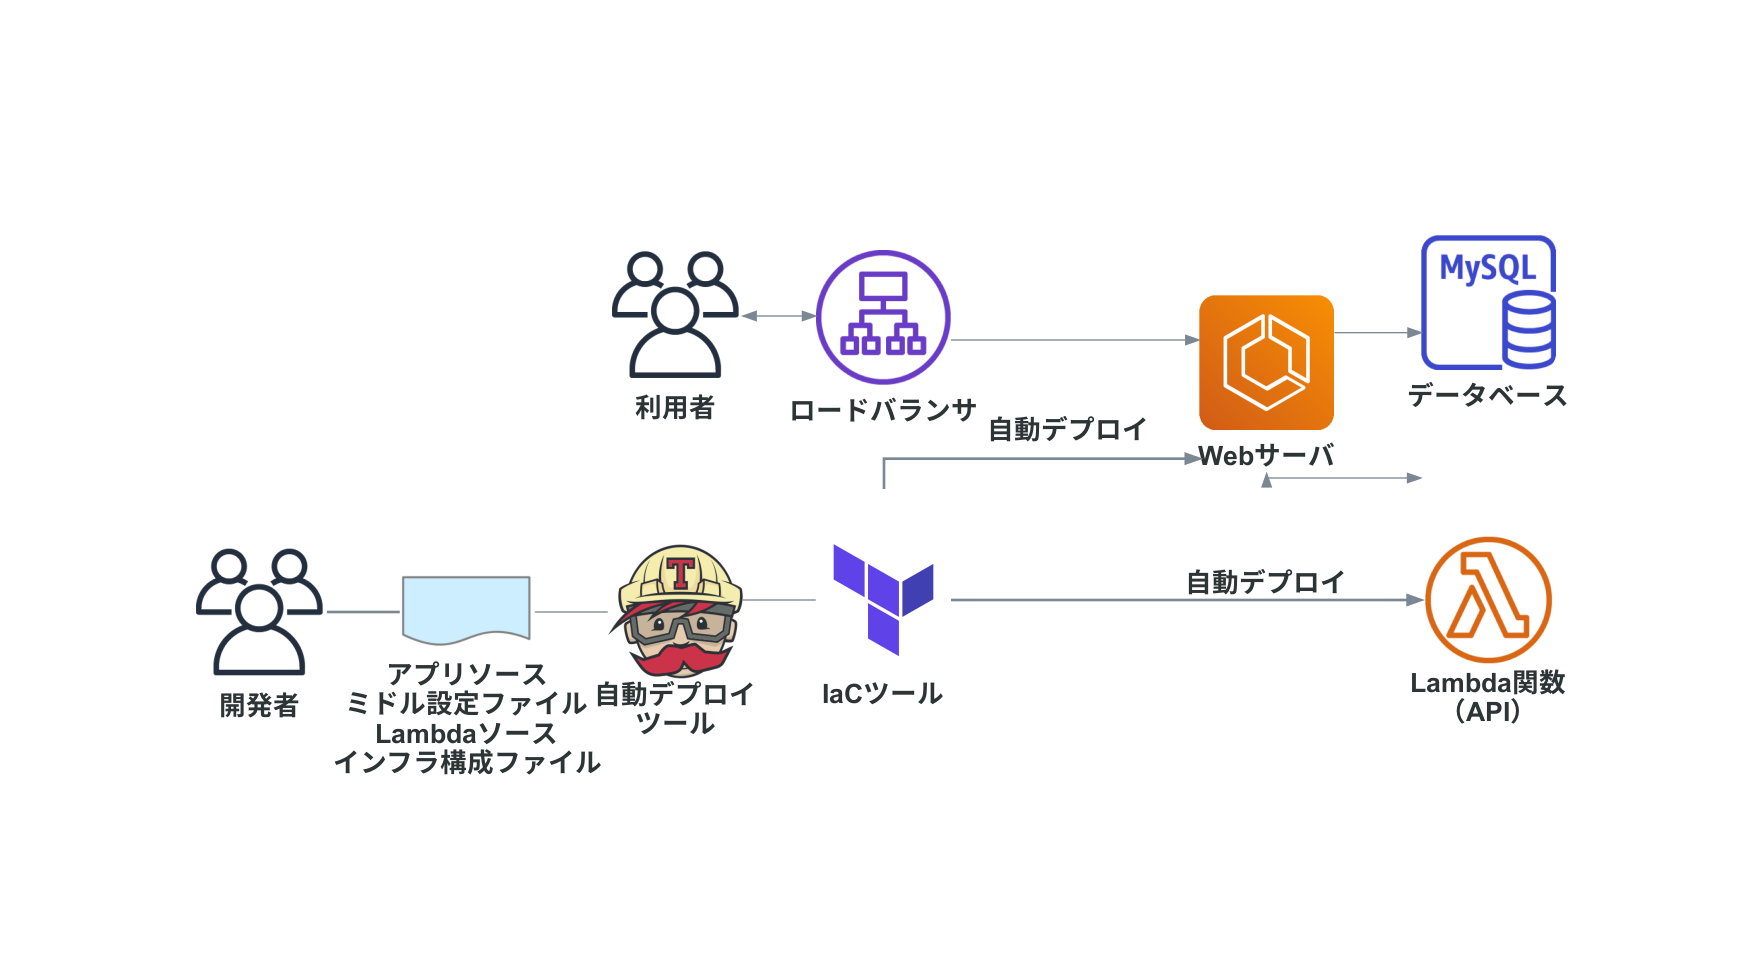 MySQL
利用者
ロードバランサ
自動デプロイ
Webサーバ
データベース
T
自動デプロイ
開発者
アプリソース
ミドル設定ファイル
Lambdaソース
インフラ構成ファイル
自動デプロイ
ツール
IaCツール
Lambda関数
（API）